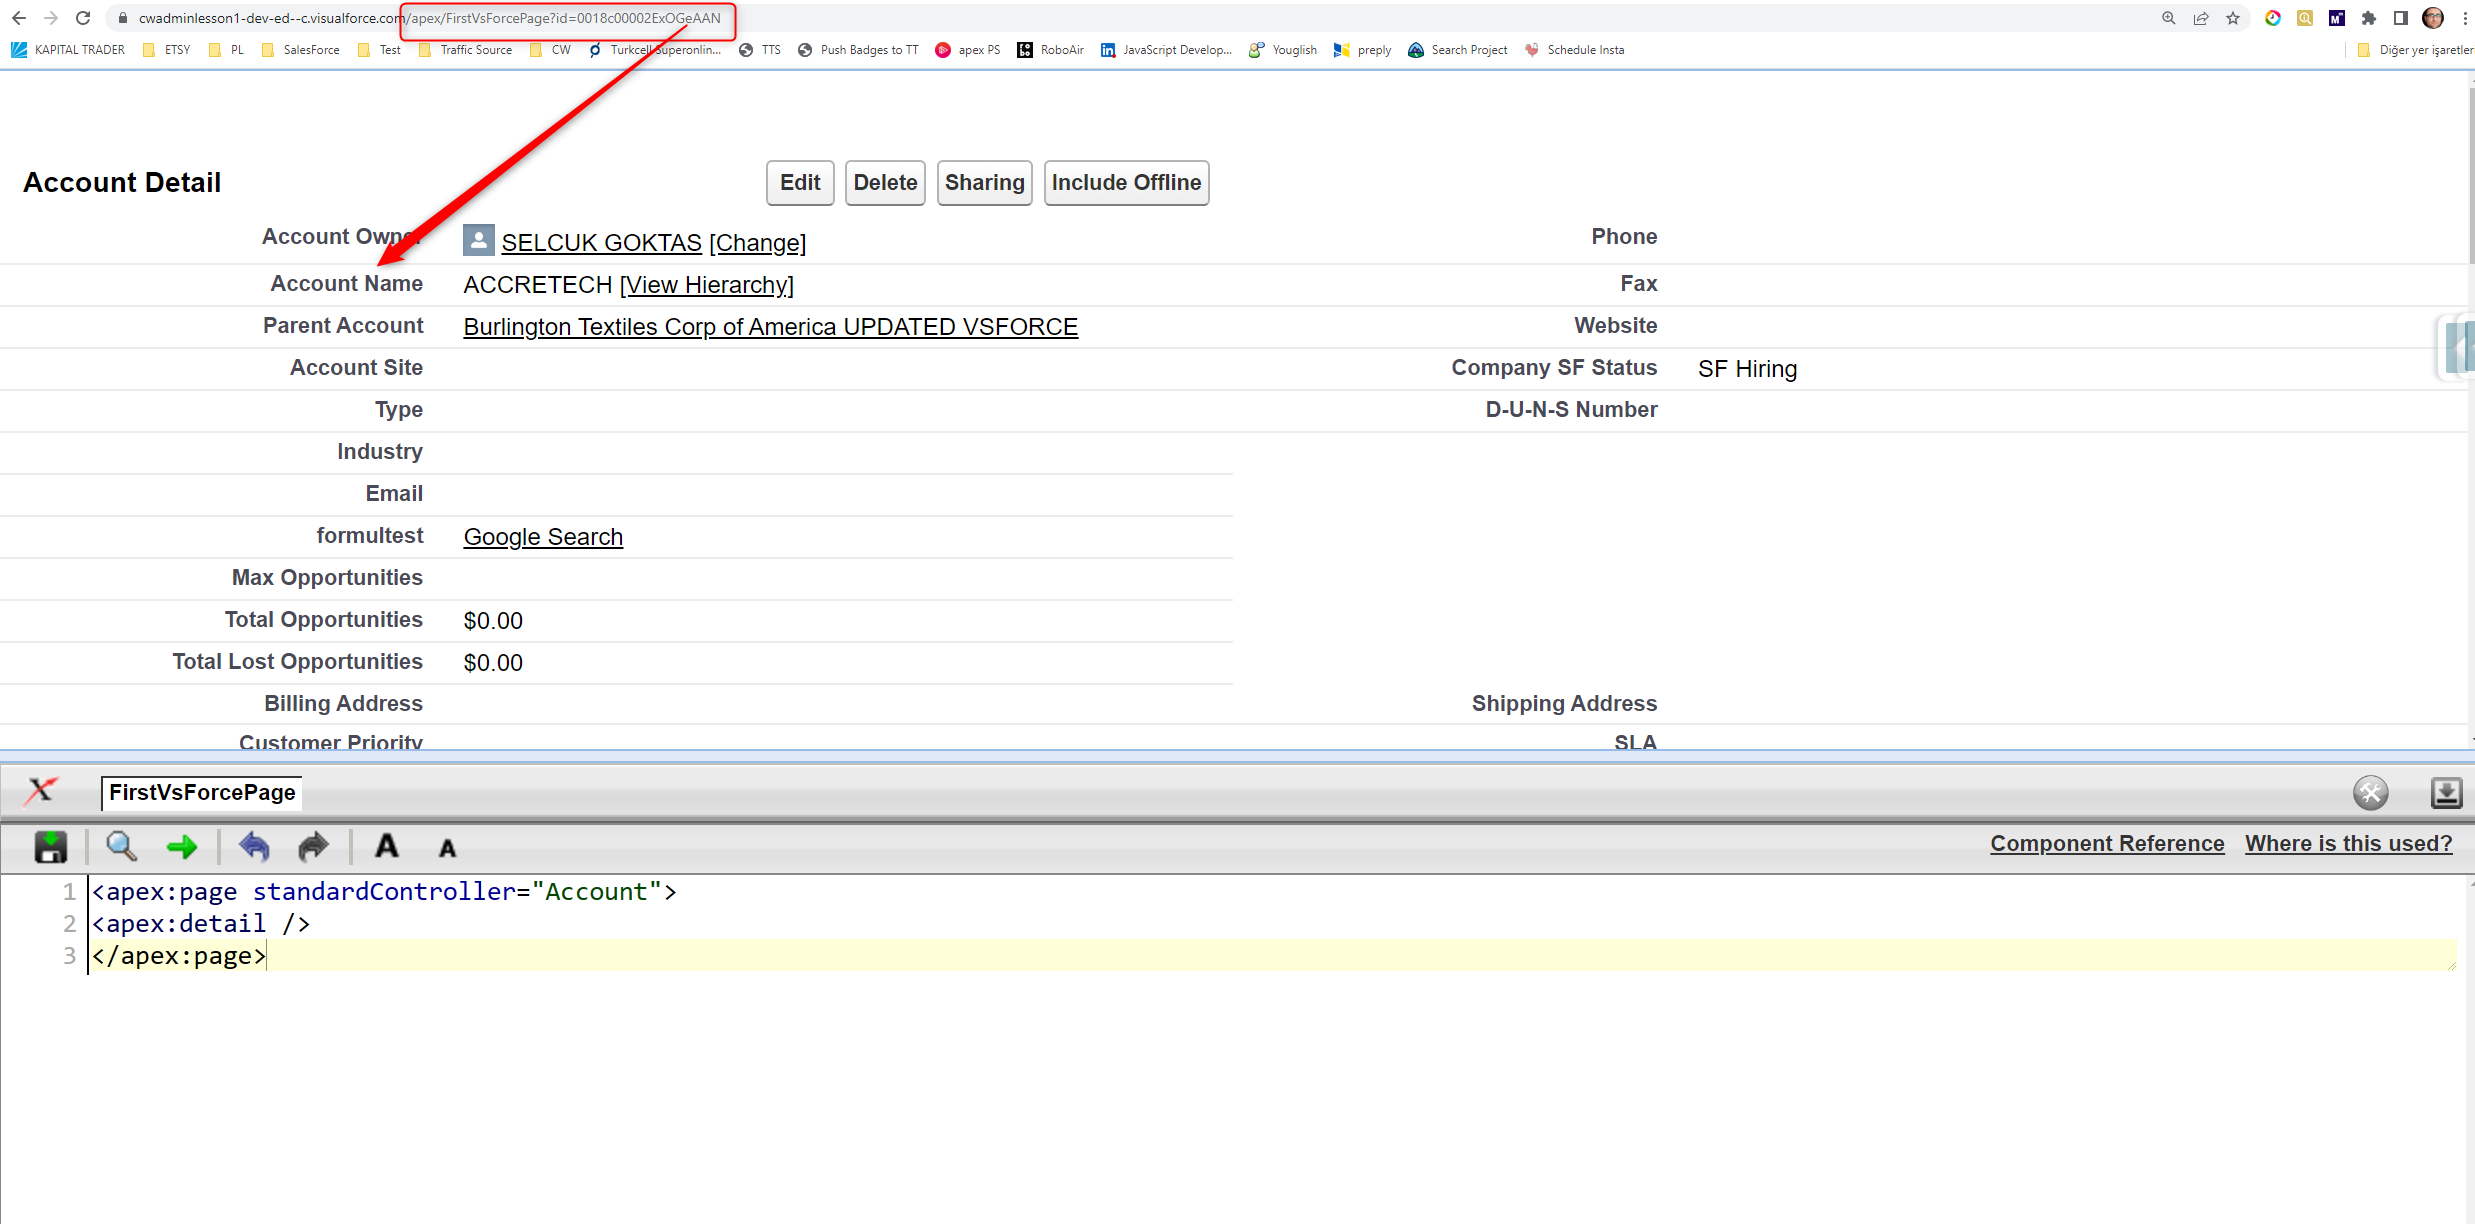 cwadminlesson1-dev-ed--c.visualforce.com/apex/FirstVsForcePage?id=0018c00002ExOGeAAN
KAPITAL TRADER ETSY PL SalesForce Test Traffic Source CW Turkcell Superonlin... TTS Push Badges to TT apex PS RoboAir JavaScript Develop... Youglish preply Search Project Schedule Insta Diğer yer işaretler
Account Detail Edit Delete Sharing Include Offline
Account Owner SELCUK GOKTAS [Change] Phone
Account Name ACCRETECH [View Hierarchy] Fax
Parent Account Burlington Textiles Corp of America UPDATED VSFORCE Website
Account Site Company SF Status SF Hiring
Type D-U-N-S Number
Industry
Email
formultest Google Search
Max Opportunities
Total Opportunities $0.00
Total Lost Opportunities $0.00
Billing Address Shipping Address
Customer Priority SLA
FirstVsForcePage
A A Component Reference Where is this used?
1 <apex:page standardController="Account">
2 <apex:detail />
3 </apex:page>